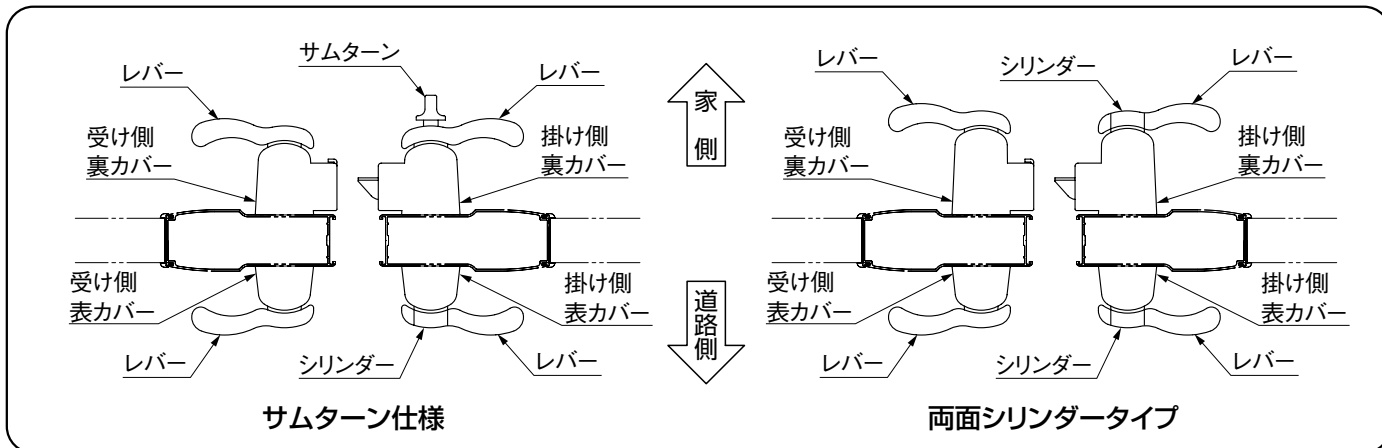 サムターン
レバー
レバー
受け側
裏カバー
掛け側
裏カバー
受け側
表カバー
掛け側
表カバー
レバー
シリンダー
レバー
サムターン仕様
家側
道路側
レバー
シリンダー
レバー
受け側
裏カバー
掛け側
裏カバー
受け側
表カバー
掛け側
表カバー
レバー
シリンダー
レバー
両面シリンダータイプ